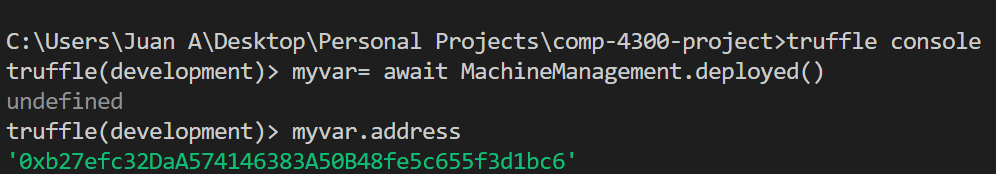 C:\Users\Juan A\Desktop\Personal Projects\comp-4300-project>truffle console
truffle(development)> myvar= await MachineManagement.deployed()
undefined
truffle(development)> myvar.address
'0xb27efc32DaA574146383A50B48fe5c655f3d1bc6'